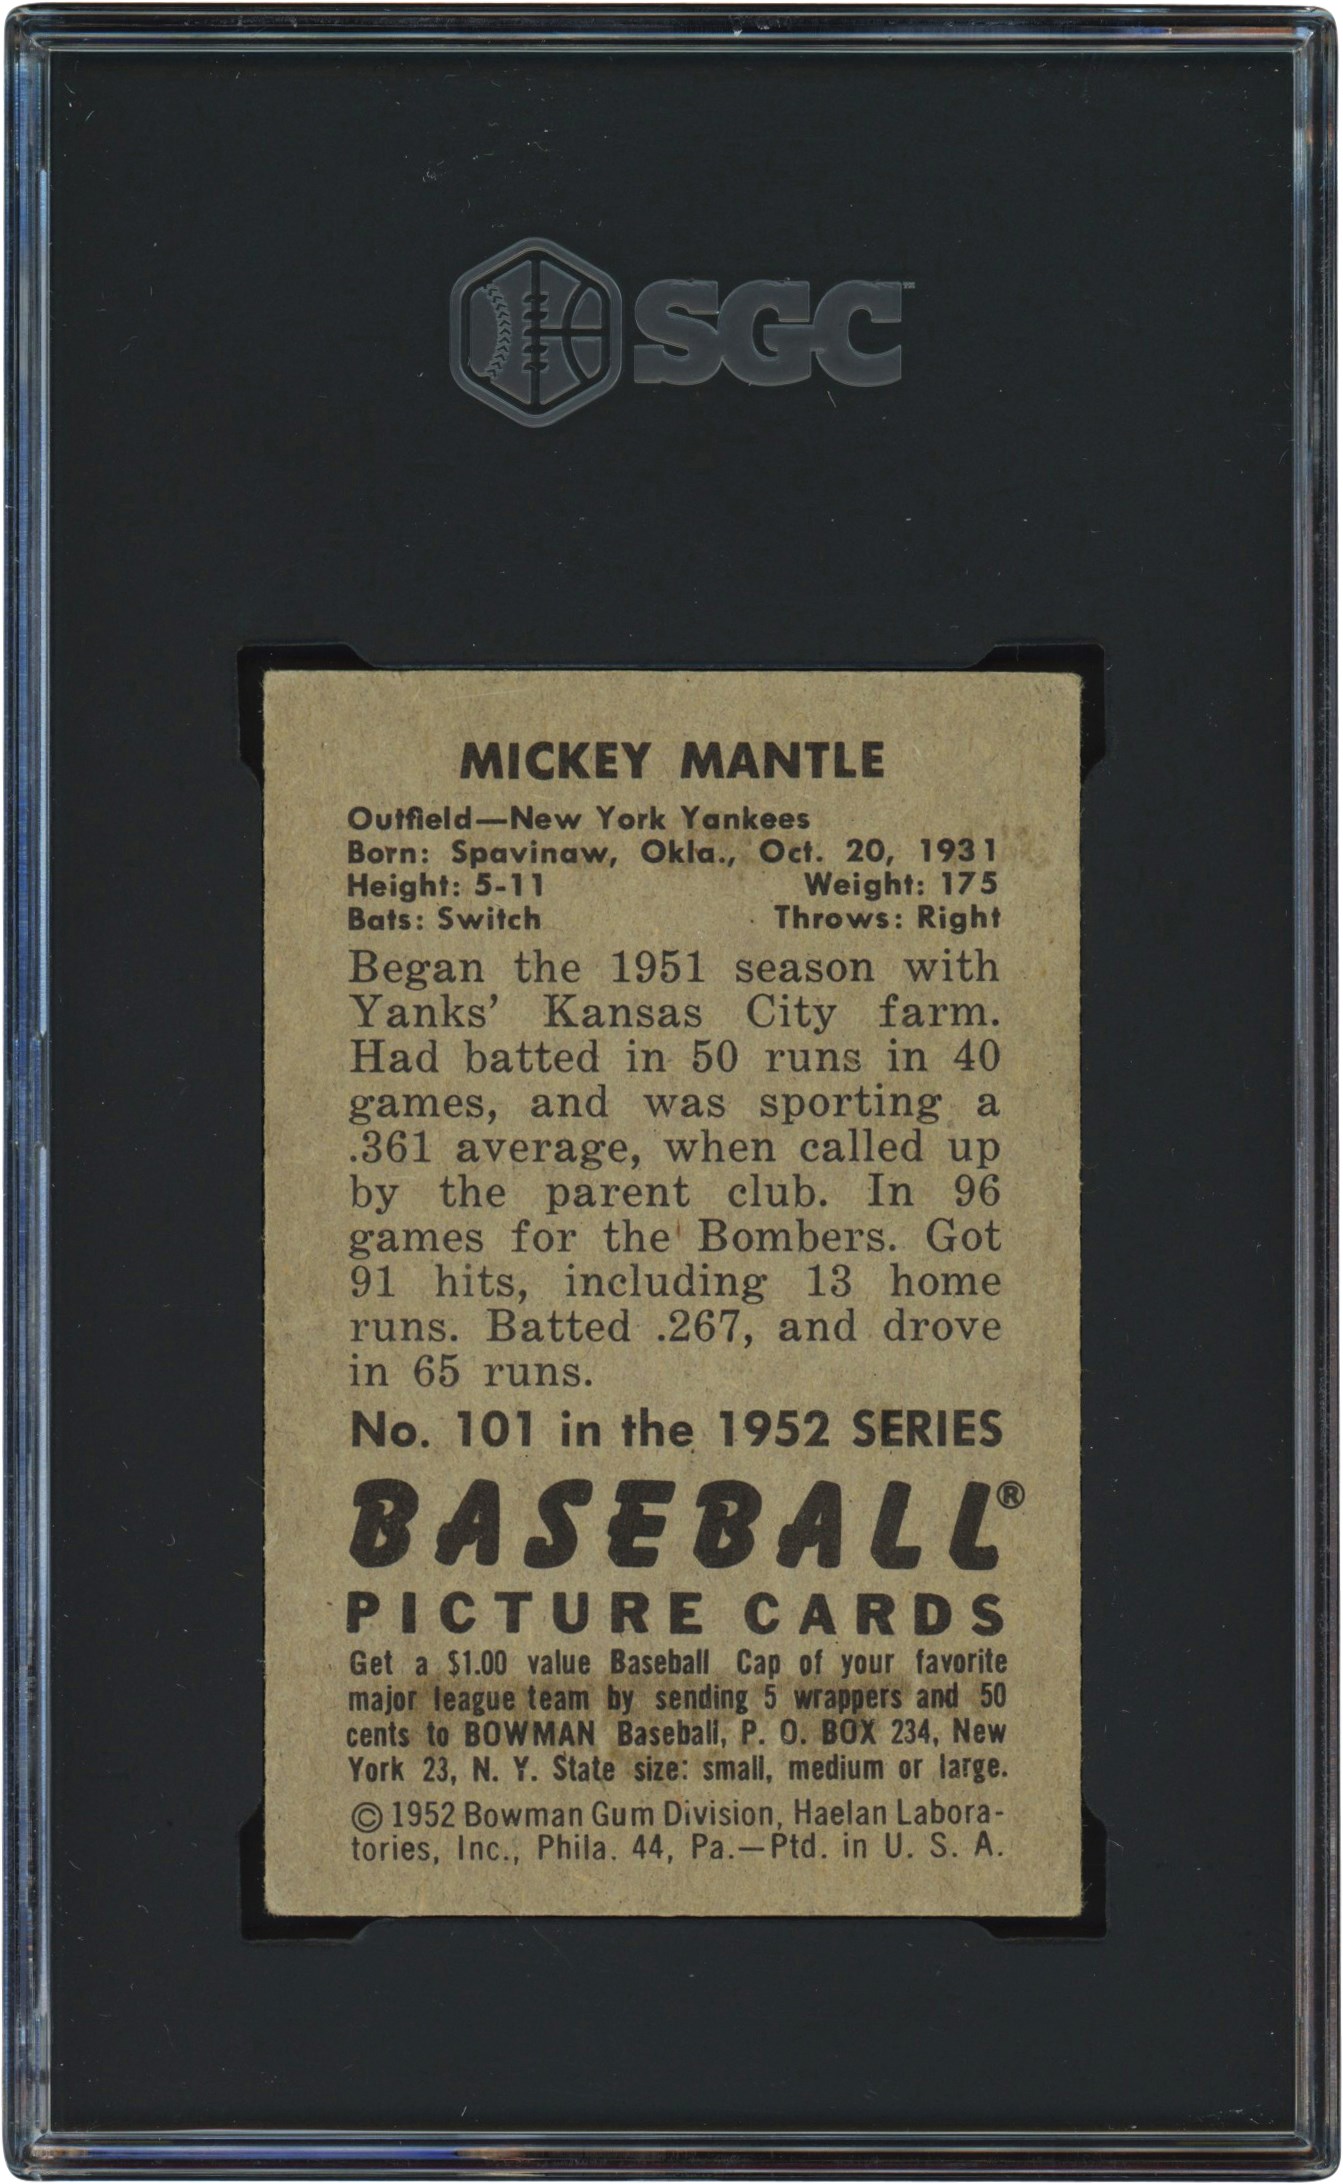 SGC™
MICKEY MANTLE
Outfield—New York Yankees
Born: Spavinaw, Okla., Oct. 20, 1931
Height: 5-11 Weight: 175
Bats: Switch Throws: Right
Began the 1951 season with
Yanks' Kansas City farm.
Had batted in 50 runs in 40
games, and was sporting a
.361 average, when called up
by the parent club. In 96
games for the Bombers. Got
91 hits, including 13 home
runs. Batted .267, and drove
in 65 runs.
No. 101 in the 1952 SERIES
BASEBALL®
PICTURE CARDS
Get a $1.00 value Baseball Cap of your favorite
major league team by sending 5 wrappers and 50
cents to BOWMAN Baseball, P. O. BOX 234, New
York 23, N. Y. State size: small, medium or large.
© 1952 Bowman Gum Division, Haelan Labora-
tories, Inc., Phila. 44, Pa.—Ptd. in U. S. A.